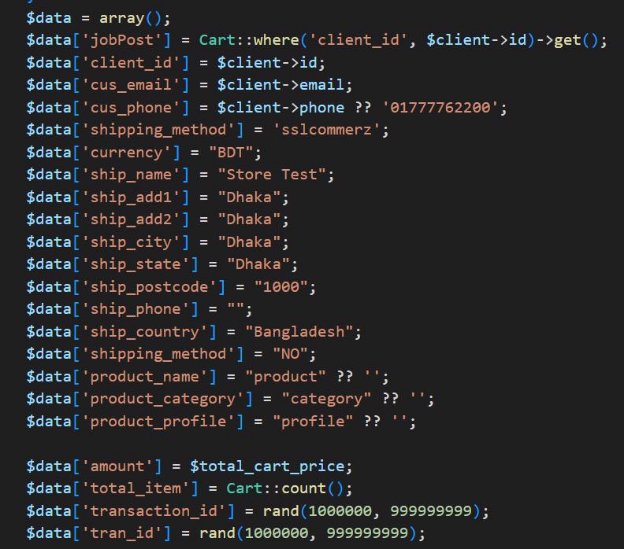 $data = array();
$data['jobPost'] = Cart::where('client_id', $client->id)->get();
$data['client_id'] = $client->id;
$data['cus_email'] = $client->email;
$data['cus_phone'] = $client->phone ?? '01777762200';
$data['shipping_method'] = 'sslcommerz';
$data['currency'] = "BDT";
$data['ship_name'] = "Store Test";
$data['ship_add1'] = "Dhaka";
$data['ship_add2'] = "Dhaka";
$data['ship_city'] = "Dhaka";
$data['ship_state'] = "Dhaka";
$data['ship_postcode'] = "1000";
$data['ship_phone'] = "";
$data['ship_country'] = "Bangladesh";
$data['shipping_method'] = "NO";
$data['product_name'] = "product" ?? '';
$data['product_category'] = "category" ?? '';
$data['product_profile'] = "profile" ?? '';
$data['amount'] = $total_cart_price;
$data['total_item'] = Cart::count();
$data['transaction_id'] = rand(1000000, 999999999);
$data['tran_id'] = rand(1000000, 999999999);